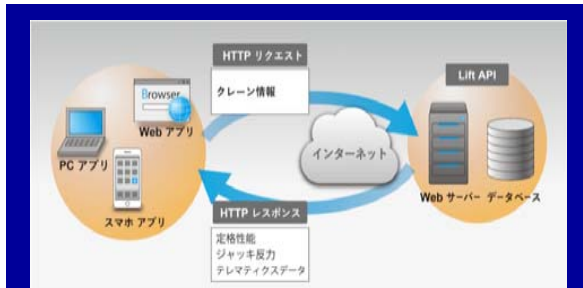 HTTP リクエスト
クレーン情報
Lift API
Browser
Web アプリ
PC アプリ
スマホ アプリ
インターネット
Web サーバー データベース
HTTP レスポンス
定格性能
ジャッキ反力
テレマティクスデータ